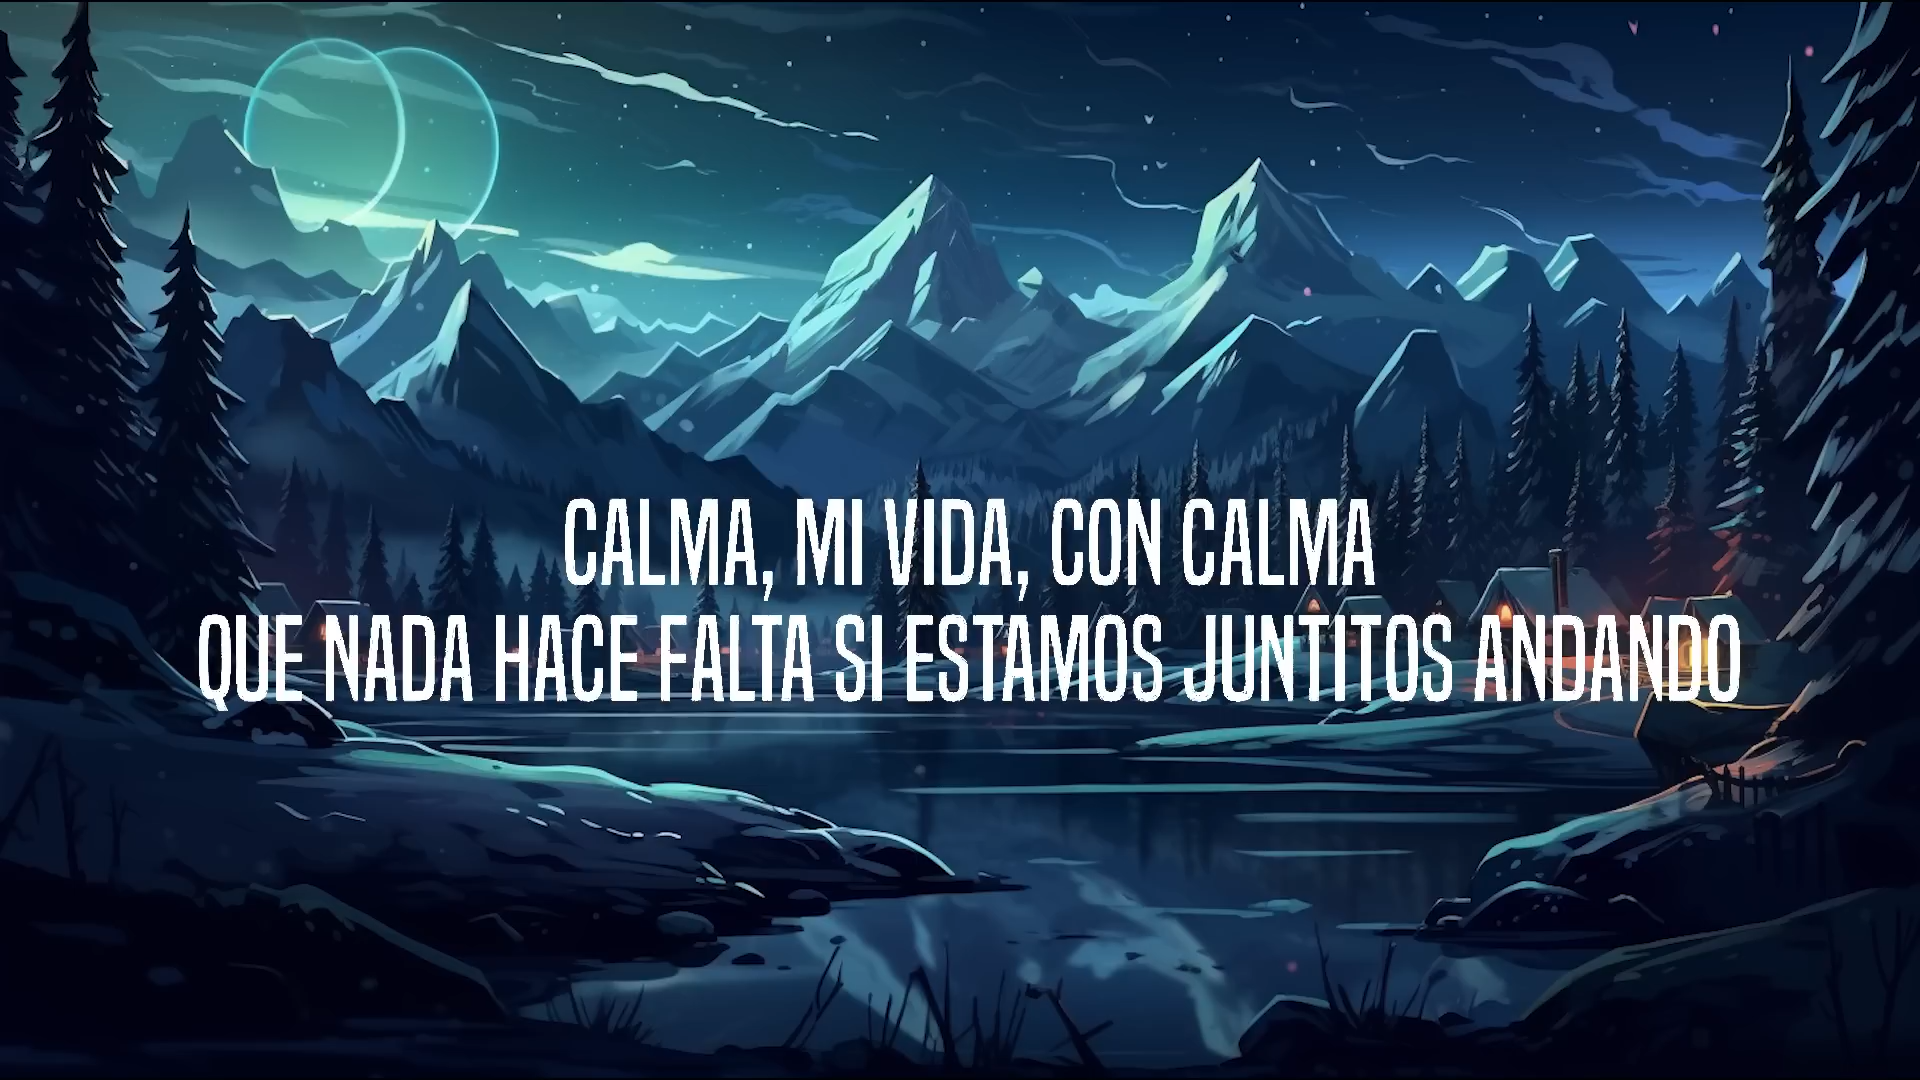 CALMA, MI VIDA, CON CALMA
QUE NADA HACE FALTA SI ESTAMOS JUNTITOS ANDANDO